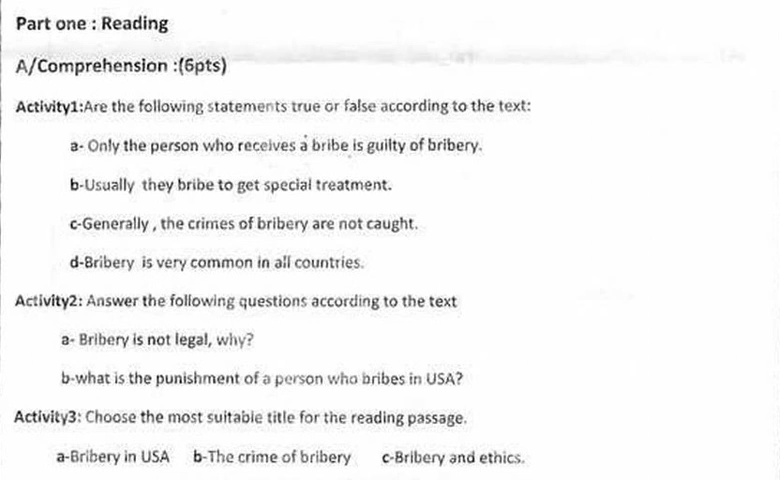 Part one : Reading
A/Comprehension :(6pts)
Activity1:Are the following statements true or false according to the text:
a- Only the person who receives a bribe is guilty of bribery.
b-Usually they bribe to get special treatment.
c-Generally , the crimes of bribery are not caught.
d-Bribery is very common in all countries.
Activity2: Answer the following questions according to the text
a- Bribery is not legal, why?
b-what is the punishment of a person who bribes in USA?
Activity3: Choose the most suitable title for the reading passage.
a-Bribery in USA b-The crime of bribery c-Bribery and ethics.